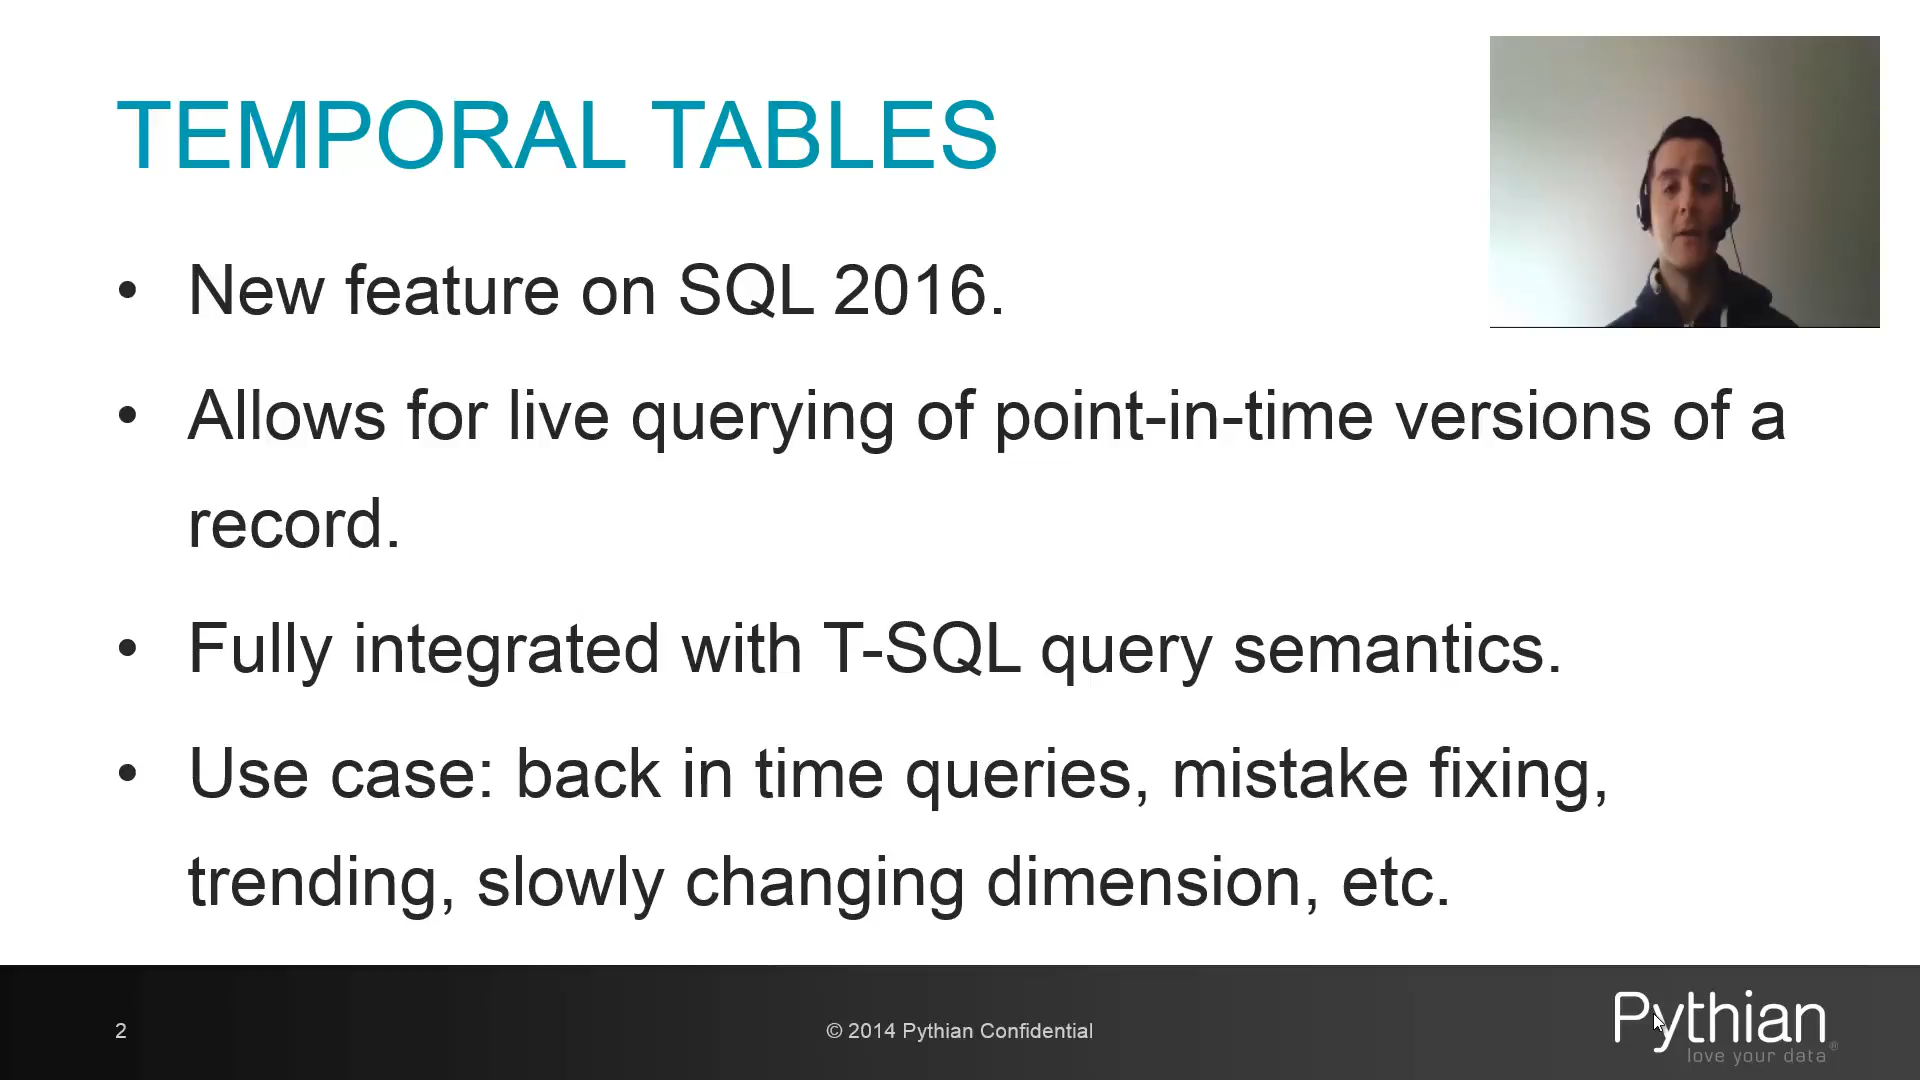 TEMPORAL TABLES
• New feature on SQL 2016.
• Allows for live querying of point-in-time versions of a
record.
• Fully integrated with T-SQL query semantics.
• Use case: back in time queries, mistake fixing,
trending, slowly changing dimension, etc.
2
© 2014 Pythian Confidential
Pythian
love your data®